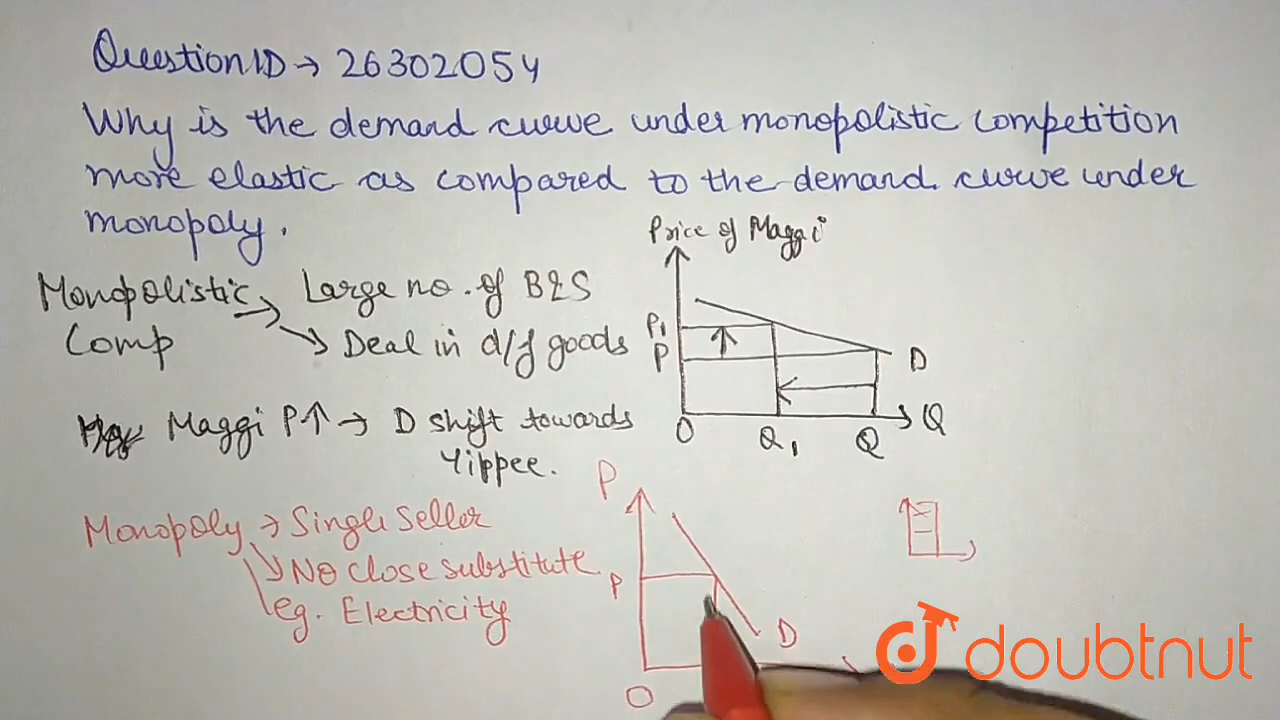 Question ID → 26302054
Why is the demand curve under monopolistic competition
more elastic as compared to the demand curve under
monopoly.
Monopolistic Comp
→ Large no. of B&S
→ Deal in d/f goods
Maggi P↑ → D shift towards
Yippee.
Price of Maggi
P1
P
D
O
Q1
Q
Q
Monopoly → Single Seller
→ No close substitute.
eg. Electricity
P
P
D
O
doubtnut